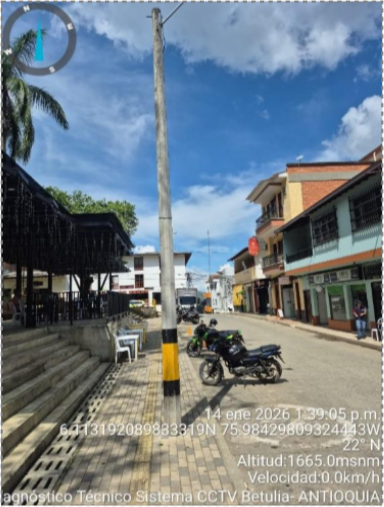 14 ene 2026 1:39:05 p.m.
6.113192089833319N 75.98429809324443W
22° N
Altitud:1665.0msnm
Velocidad:0.0km/h
agnóstico Técnico Sistema CCTV Betulia- ANTIOQUIA